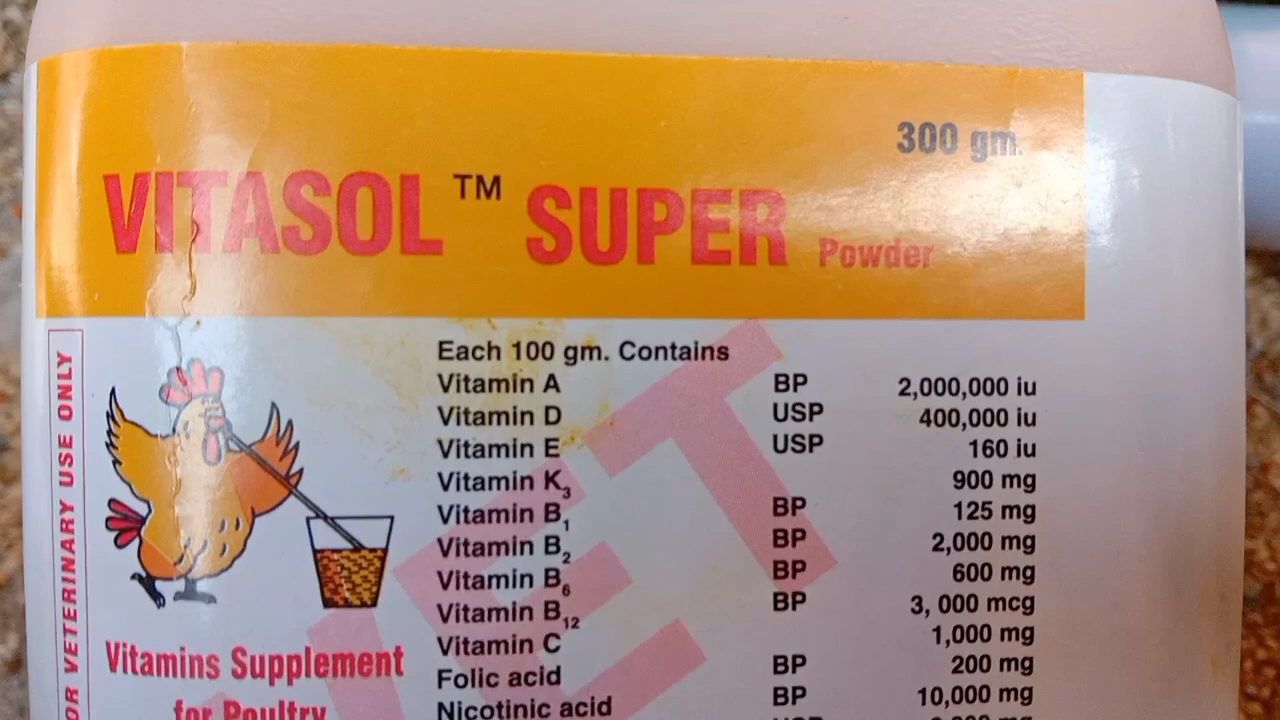 300 gm.
VITASOL ™ SUPER Powder
OR VETERINARY USE ONLY
Vitamins Supplement
for Poultry
Each 100 gm. Contains
Vitamin A BP 2,000,000 iu
Vitamin D USP 400,000 iu
Vitamin E USP 160 iu
Vitamin K₃ 900 mg
Vitamin B₁ BP 125 mg
Vitamin B₂ BP 2,000 mg
Vitamin B₆ BP 600 mg
Vitamin B₁₂ BP 3, 000 mcg
Vitamin C 1,000 mg
Folic acid BP 200 mg
Nicotinic acid BP 10,000 mg
ET